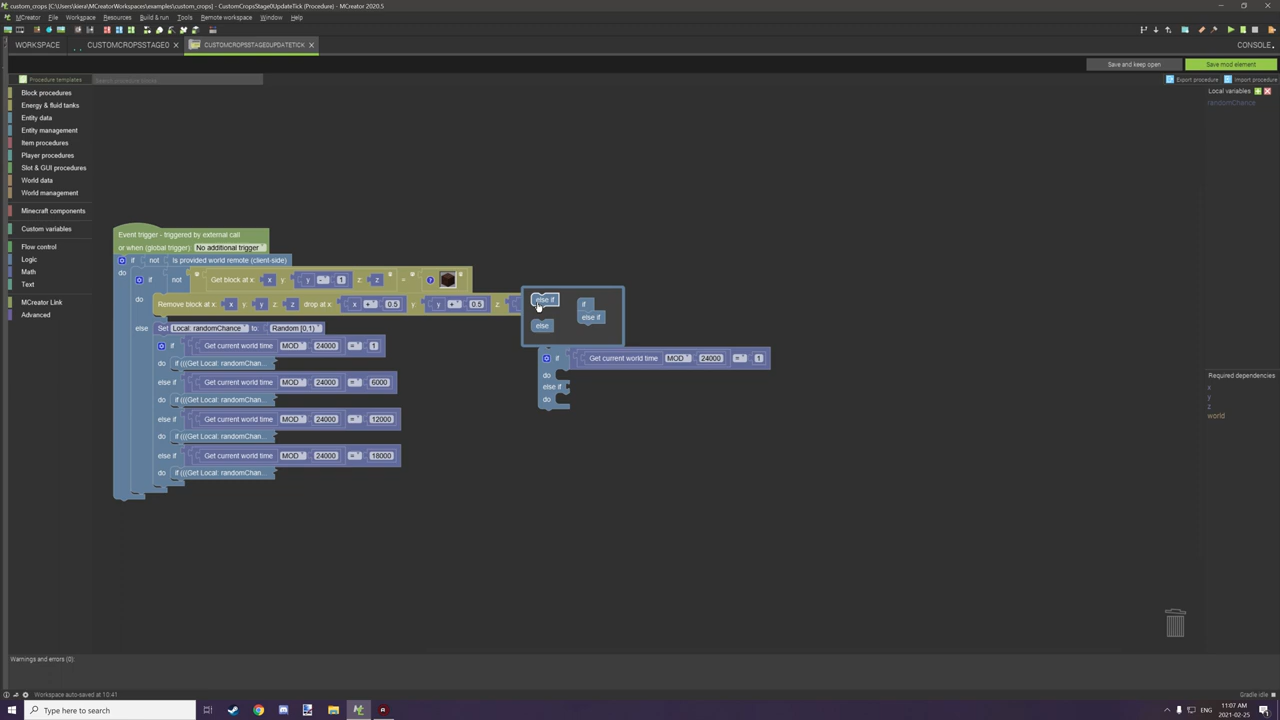 custom_crops [C:\Users\kiera\MCreatorWorkspaces\examples\custom_crops] - CustomCropsStage0UpdateTick (Procedure) - MCreator 2020.5
MCreator File Workspace Resources Build & run Tools Remote workspace Window Help
WORKSPACE CUSTOMCROPSSTAGE0 CUSTOMCROPSSTAGE0UPDATETICK CONSOLE
Save and keep open Save mod element
Procedure templates Search procedure blocks Export procedure Import procedure
Local variables
randomChance
Block procedures
Energy & fluid tanks
Entity data
Entity management
Item procedures
Player procedures
Slot & GUI procedures
World data
World management
Minecraft components
Custom variables
Flow control
Logic
Math
Text
MCreator Link
Advanced
Event trigger - triggered by external call
or when (global trigger): No additional trigger
if not Is provided world remote (client-side)
do if not Get block at x: x y: y - 1 z: z =
do Remove block at x: x y: y z: z drop at x: x + 0.5 y: y + 0.5 z:
else Set Local: randomChance to: Random [0,1)
if Get current world time MOD 24000 = 1
do if (((Get Local: randomChan...
else if Get current world time MOD 24000 = 6000
do if (((Get Local: randomChan...
else if Get current world time MOD 24000 = 12000
do if (((Get Local: randomChan...
else if Get current world time MOD 24000 = 18000
do if (((Get Local: randomChan...
else if
else
if
else if
if Get current world time MOD 24000 = 1
do
else if
do
Required dependencies
x
y
z
world
Warnings and errors (0):
Workspace auto-saved at 10:41 Gradle idle
Type here to search
ENG
11:07 AM
2021-02-25